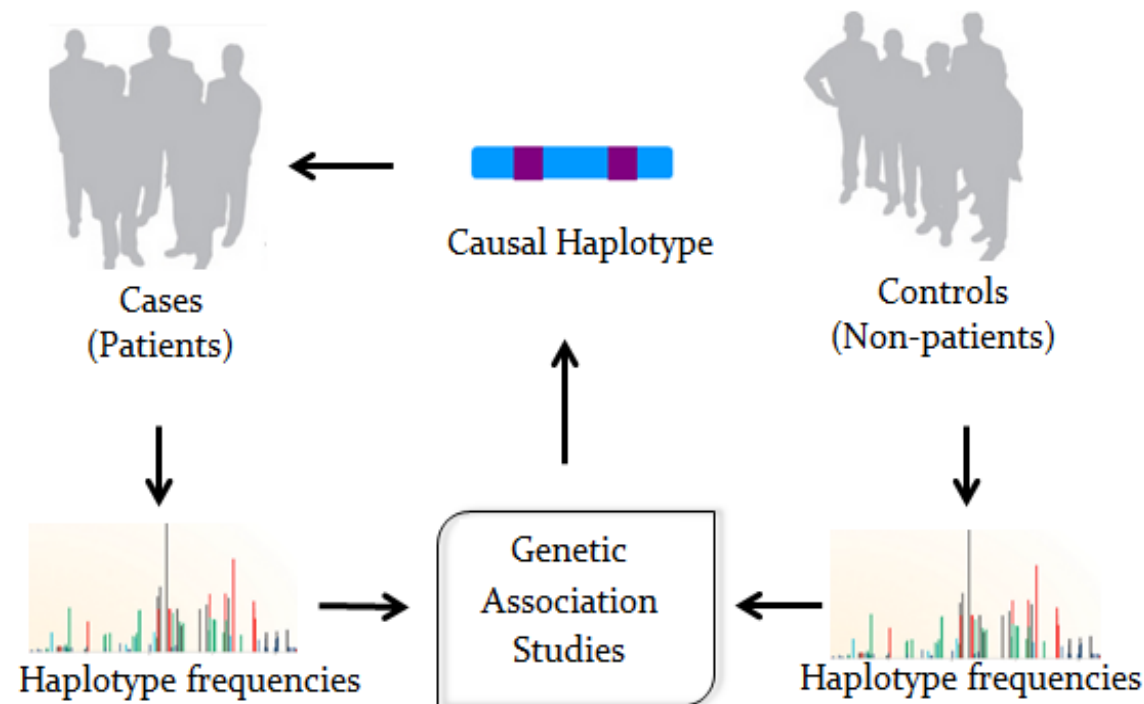 Causal Haplotype
Cases
(Patients)
Controls
(Non-patients)
Genetic
Association
Studies
Haplotype frequencies
Haplotype frequencies